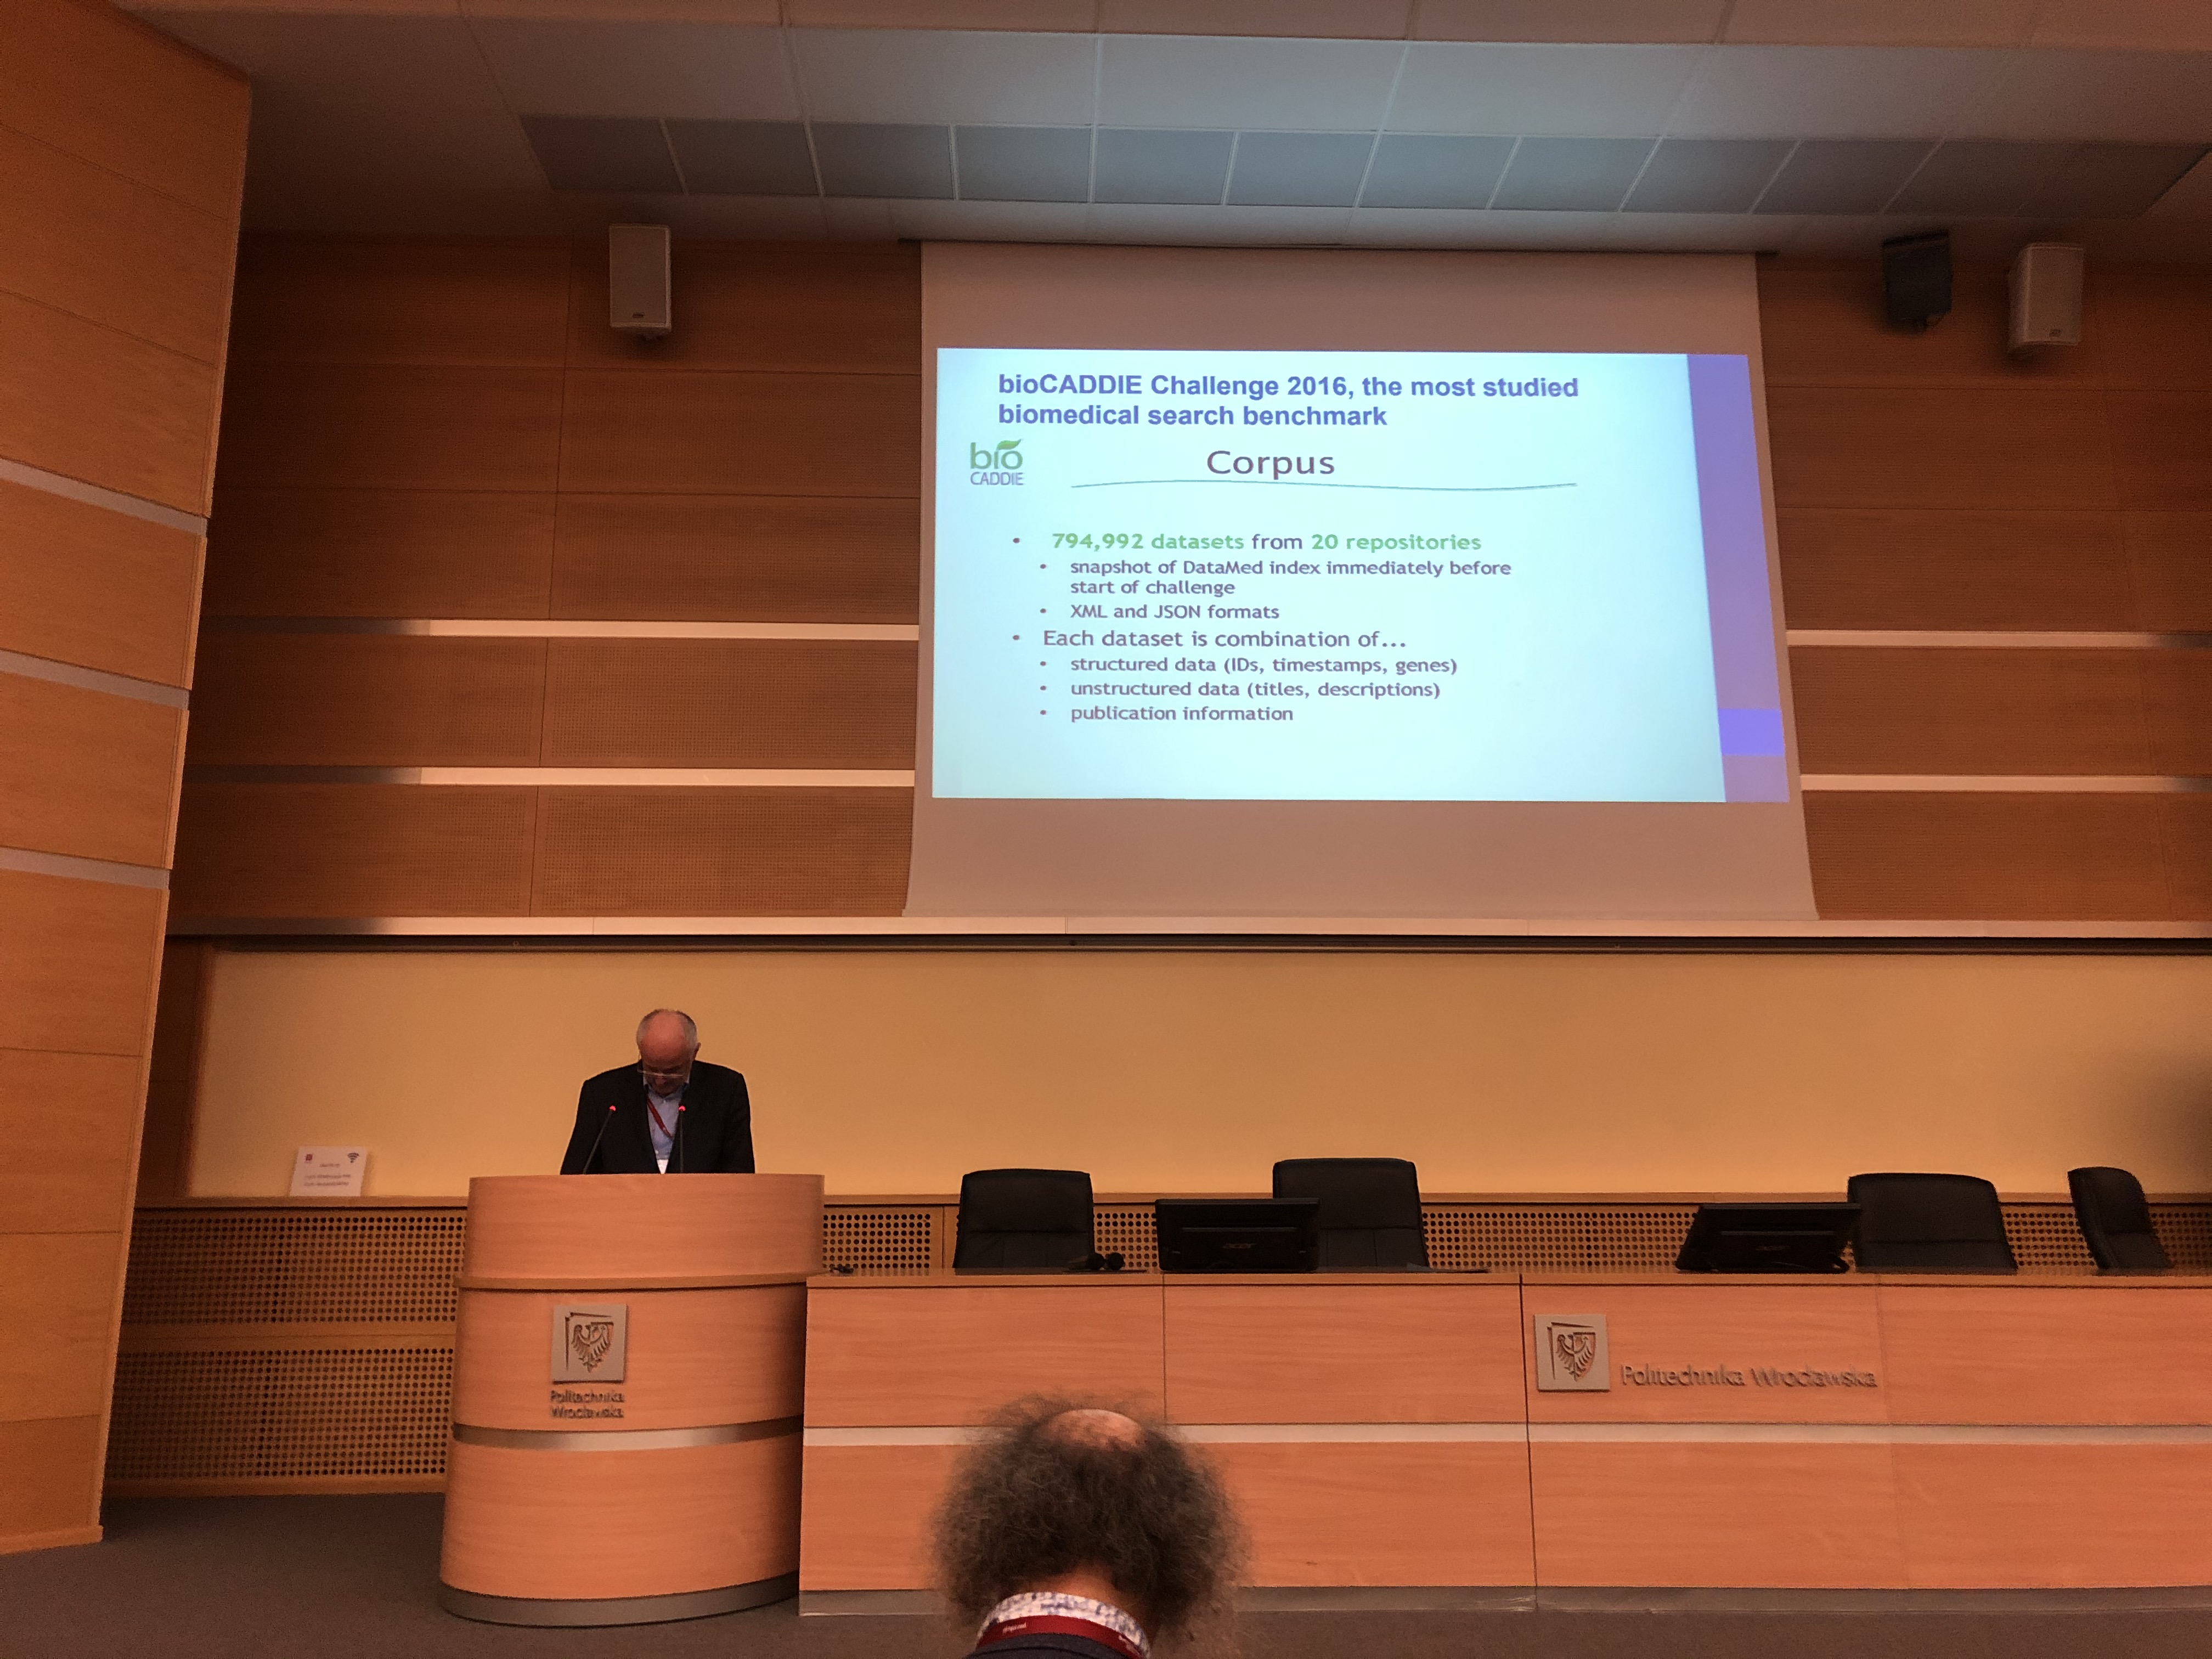 bioCADDIE Challenge 2016, the most studied
biomedical search benchmark
bio
CADDIE
Corpus
• 794,992 datasets from 20 repositories
• snapshot of DataMed index immediately before
start of challenge
• XML and JSON formats
• Each dataset is combination of...
• structured data (IDs, timestamps, genes)
• unstructured data (titles, descriptions)
• publication information
acer
acer
Politechnika
Wrocławska
Politechnika Wrocławska